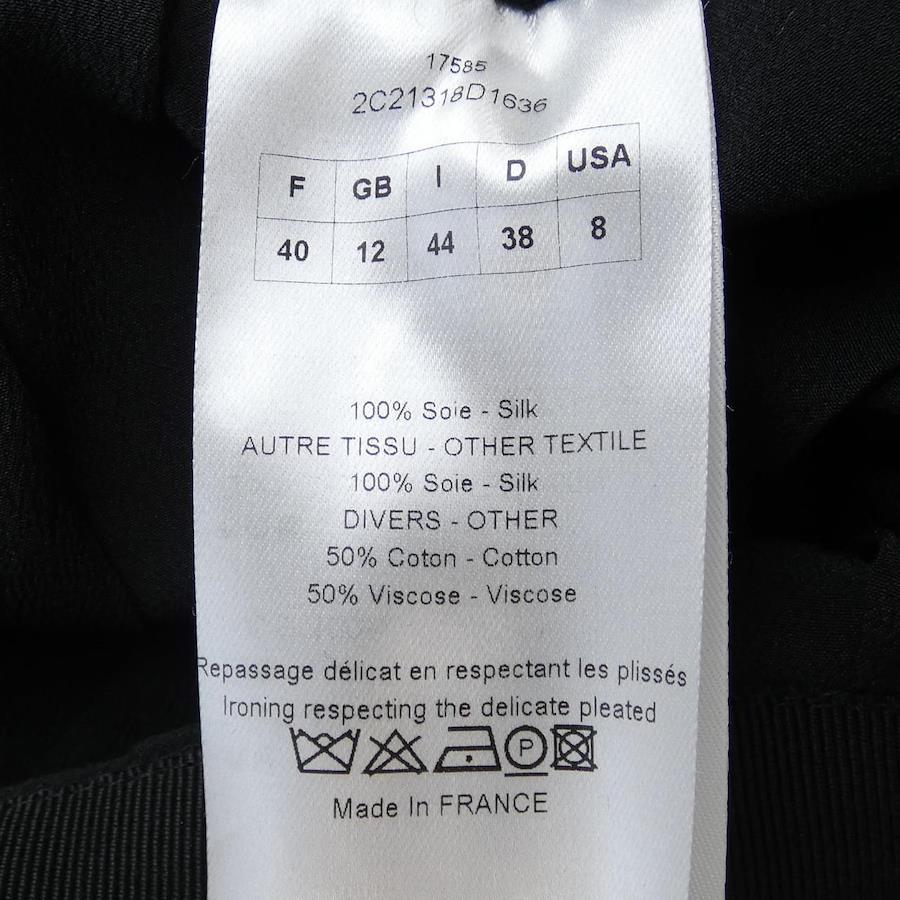 17585
2C21318D1636
F GB I D USA
40 12 44 38 8
100% Soie - Silk
AUTRE TISSU - OTHER TEXTILE
100% Soie - Silk
DIVERS - OTHER
50% Coton - Cotton
50% Viscose - Viscose
Repassage délicat en respectant les plissés
Ironing respecting the delicate pleated
P
Made In FRANCE